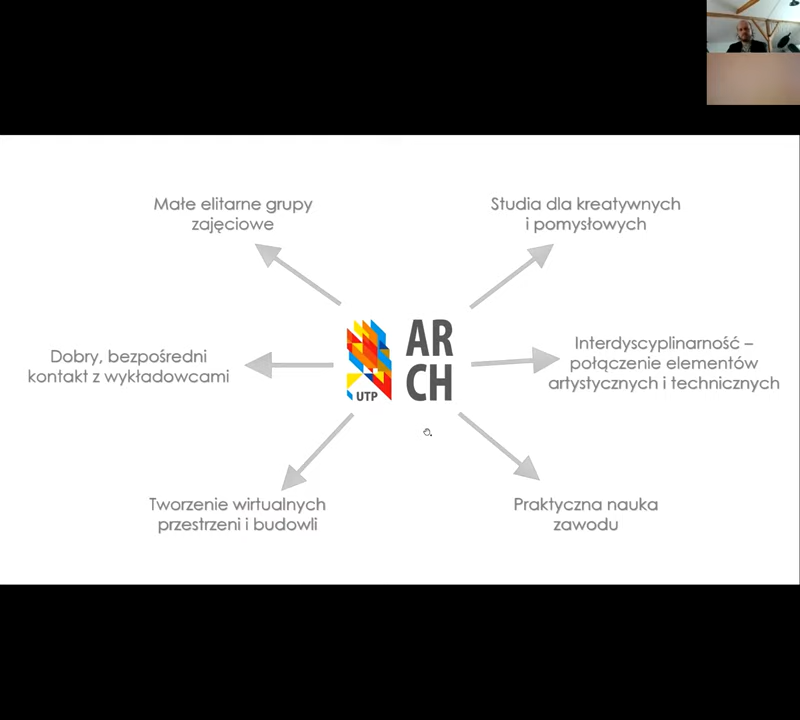 Małe elitarne grupy
zajęciowe
Studia dla kreatywnych
i pomysłowych
Dobry, bezpośredni
kontakt z wykładowcami
UTP
AR
CH
Interdyscyplinarność –
połączenie elementów
artystycznych i technicznych
Tworzenie wirtualnych
przestrzeni i budowli
Praktyczna nauka
zawodu